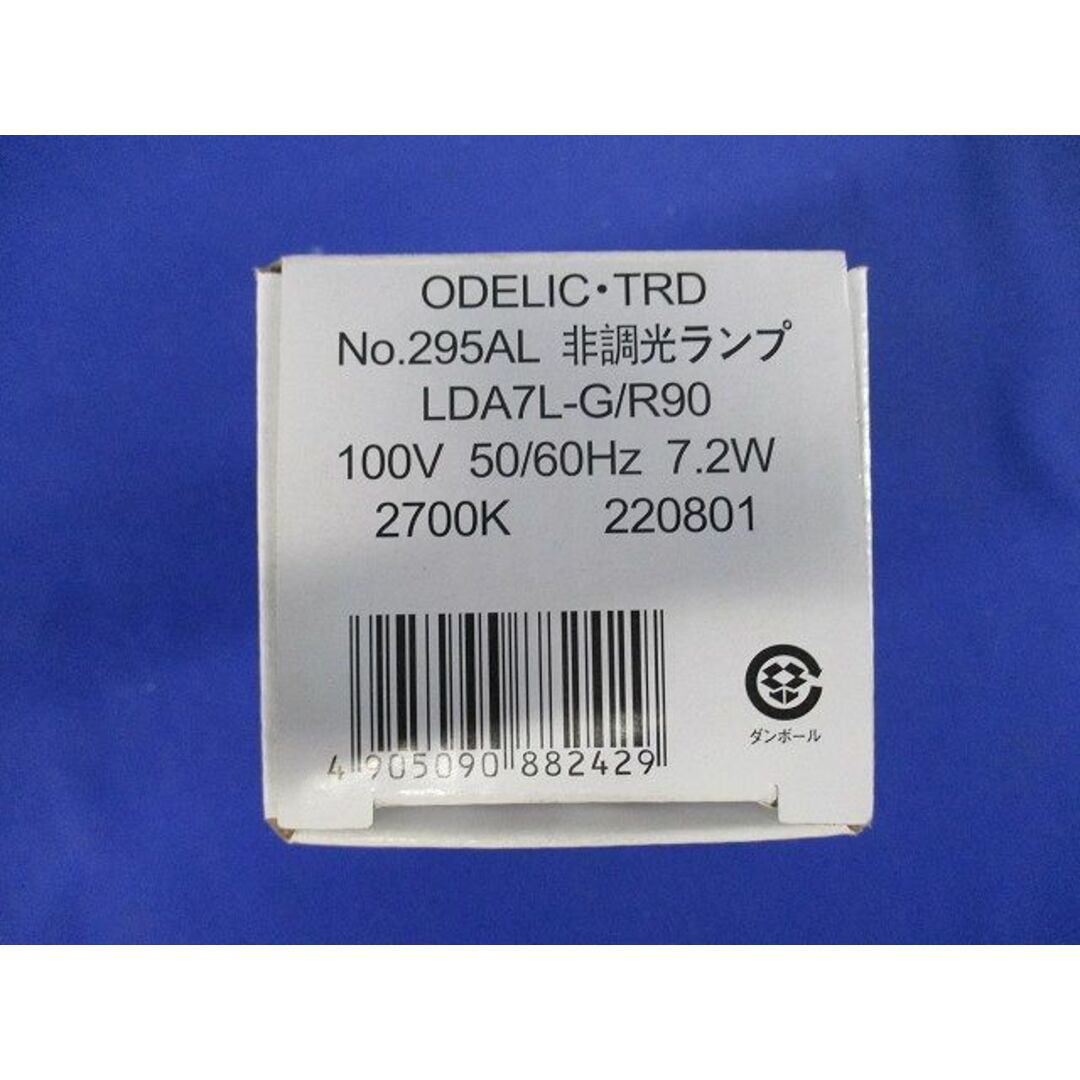 ODELIC・TRD
No.295AL 非調光ランプ
LDA7L-G/R90
100V 50/60Hz 7.2W
2700K 220801
4 905090 882429
ダンボール